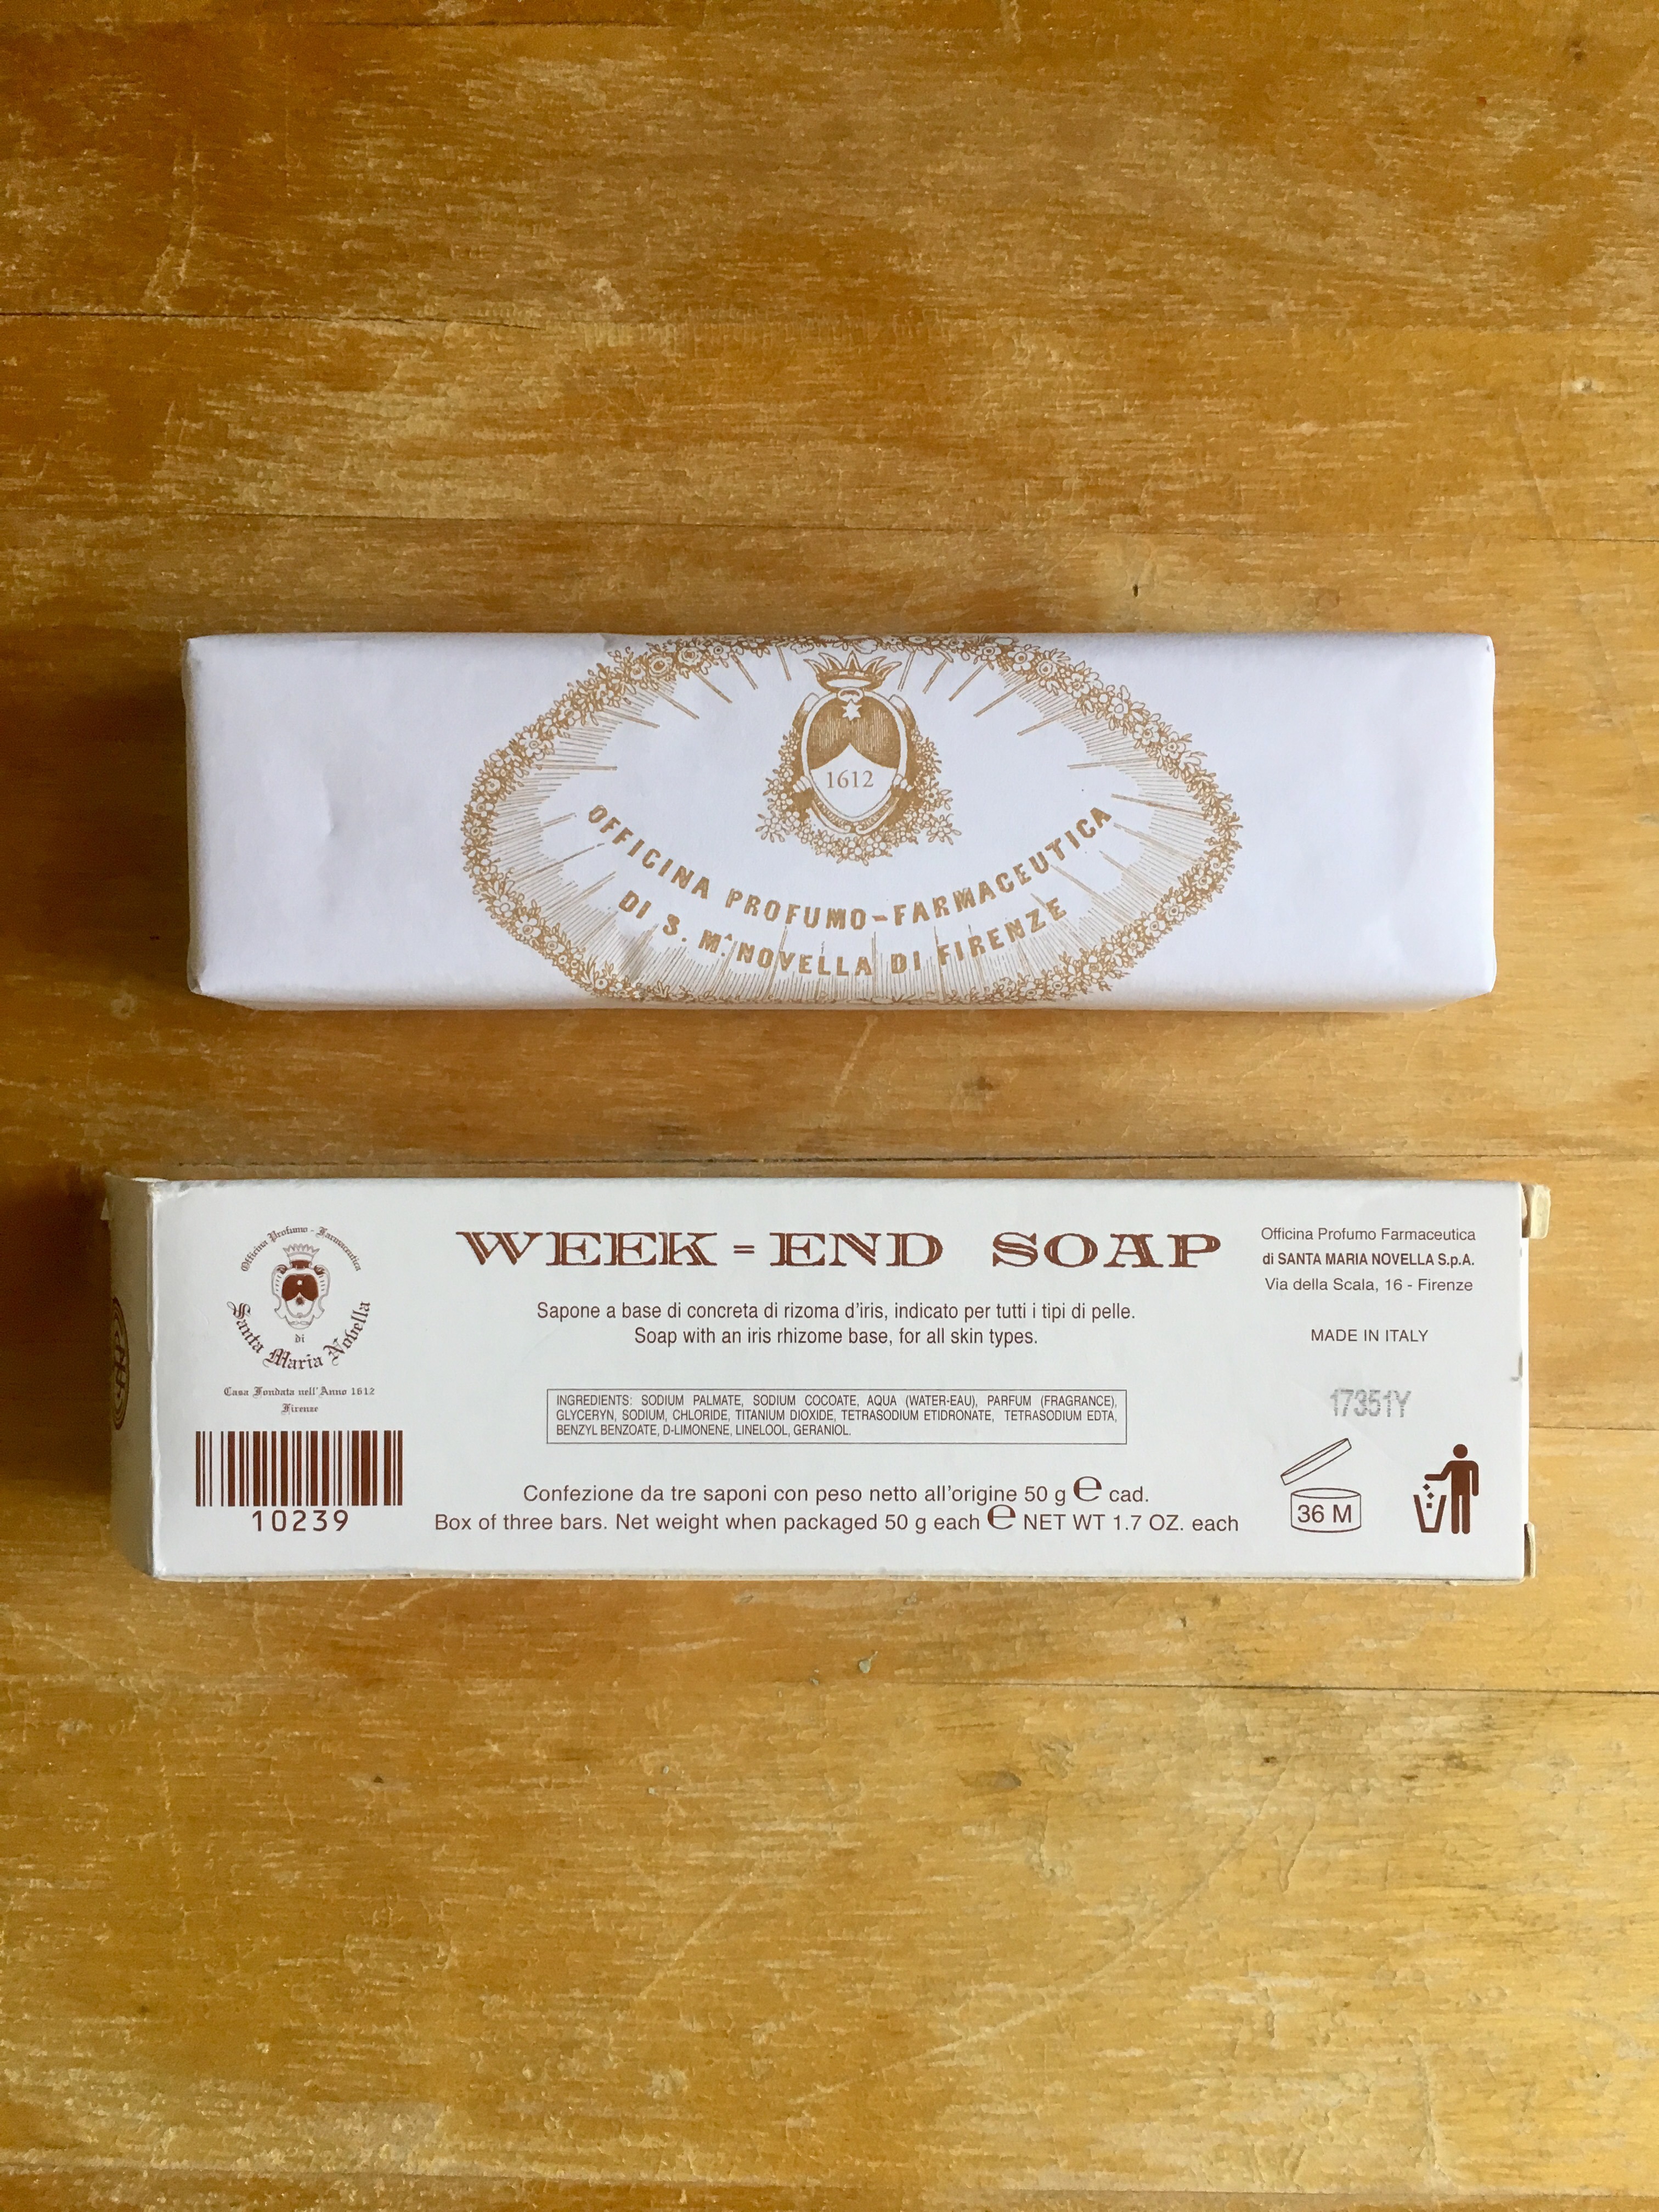 1612
OFFICINA PROFUMO-FARMACEUTICA
DI S. Mᴬ. NOVELLA DI FIRENZE
Officina Profumo - Farmaceutica
di
Santa Maria Novella
Casa Fondata nell'Anno 1612
Firenze
10239
WEEK-END SOAP
Sapone a base di concreta di rizoma d'iris, indicato per tutti i tipi di pelle.
Soap with an iris rhizome base, for all skin types.
INGREDIENTS: SODIUM PALMATE, SODIUM COCOATE, AQUA (WATER-EAU), PARFUM (FRAGRANCE),
GLYCERYN, SODIUM, CHLORIDE, TITANIUM DIOXIDE, TETRASODIUM ETIDRONATE, TETRASODIUM EDTA,
BENZYL BENZOATE, D-LIMONENE, LINELOOL, GERANIOL.
Confezione da tre saponi con peso netto all'origine 50 g e cad.
Box of three bars. Net weight when packaged 50 g each e NET WT 1.7 OZ. each
Officina Profumo Farmaceutica
di SANTA MARIA NOVELLA S.p.A.
Via della Scala, 16 - Firenze
MADE IN ITALY
17351Y
36 M